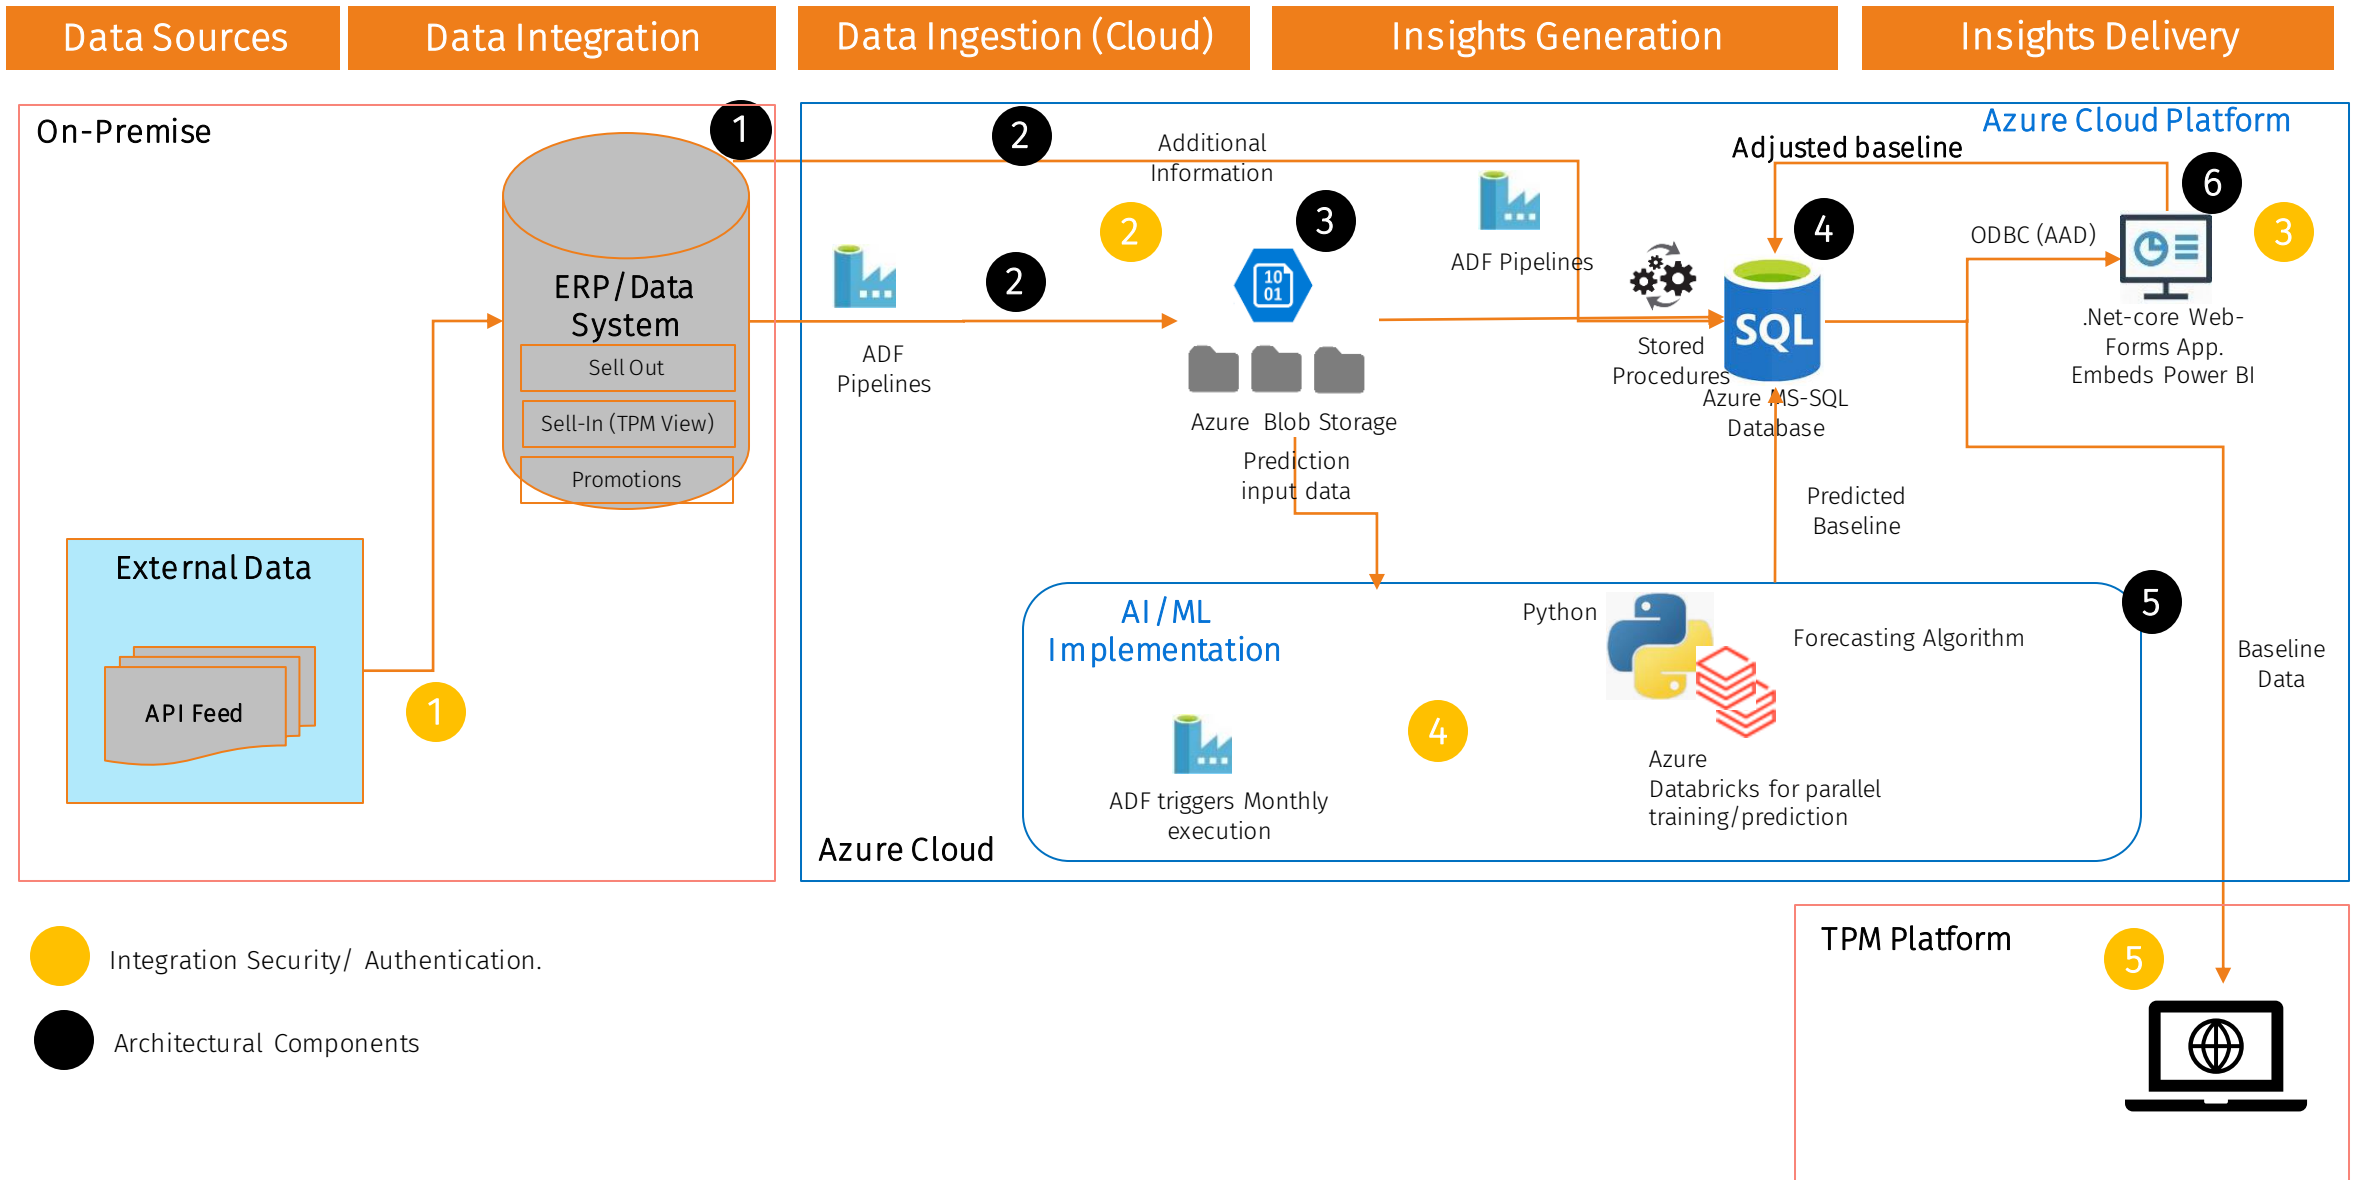 Data Sources
Data Integration
Data Ingestion (Cloud)
Insights Generation
Insights Delivery
On-Premise
1
ERP/Data
System
Sell Out
Sell-In (TPM View)
Promotions
External Data
API Feed
1
Azure Cloud Platform
2
Additional
Information
2
2
ADF
Pipelines
3
10
01
Azure Blob Storage
Prediction
input data
ADF Pipelines
Stored
Procedures
Adjusted baseline
4
SQL
Azure MS-SQL
Database
Predicted
Baseline
ODBC (AAD)
6
3
.Net-core Web-
Forms App.
Embeds Power BI
AI/ML
Implementation
ADF triggers Monthly
execution
4
Python
Forecasting Algorithm
Azure
Databricks for parallel
training/prediction
5
Baseline
Data
Azure Cloud
TPM Platform
5
Integration Security/ Authentication.
Architectural Components